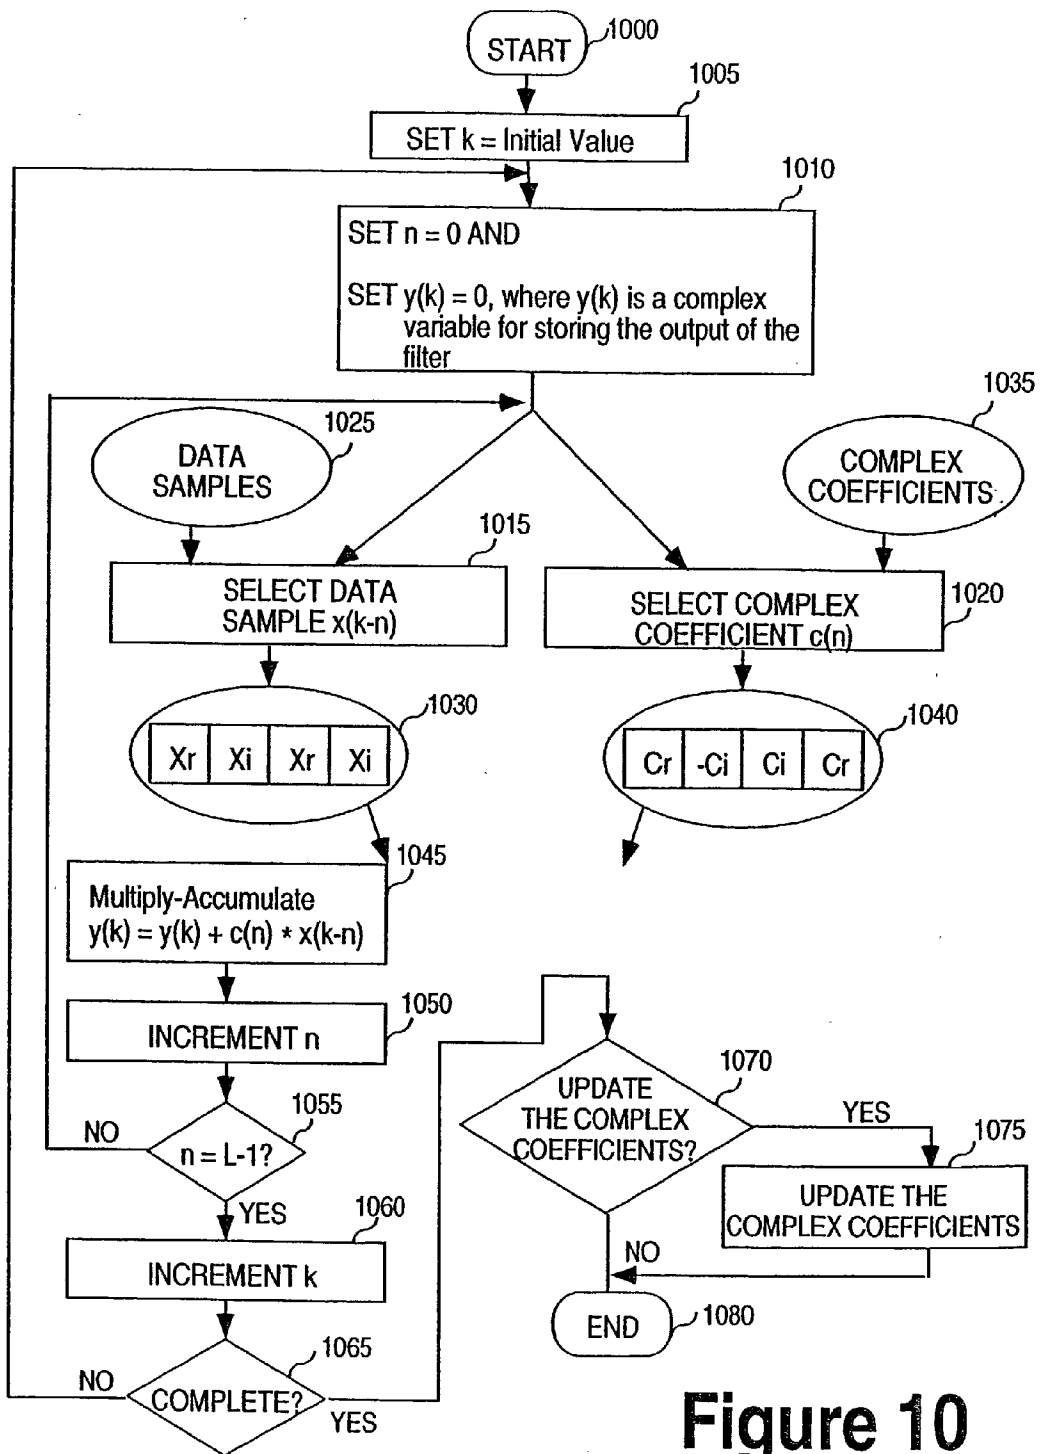 START
1000
1005
SET k = Initial Value
1010
SET n = 0 AND
SET y(k) = 0, where y(k) is a complex
variable for storing the output of the
filter
1025
DATA
SAMPLES
1035
COMPLEX
COEFFICIENTS
1015
SELECT DATA
SAMPLE x(k-n)
1020
SELECT COMPLEX
COEFFICIENT c(n)
1030
Xr Xi Xr Xi
1040
Cr -Ci Ci Cr
1045
Multiply-Accumulate
y(k) = y(k) + c(n) * x(k-n)
1050
INCREMENT n
1055
n = L-1?
NO
YES
1060
INCREMENT k
1065
COMPLETE?
NO
YES
1070
UPDATE
THE COMPLEX
COEFFICIENTS?
YES
1075
UPDATE THE
COMPLEX COEFFICIENTS
NO
END
1080
Figure 10